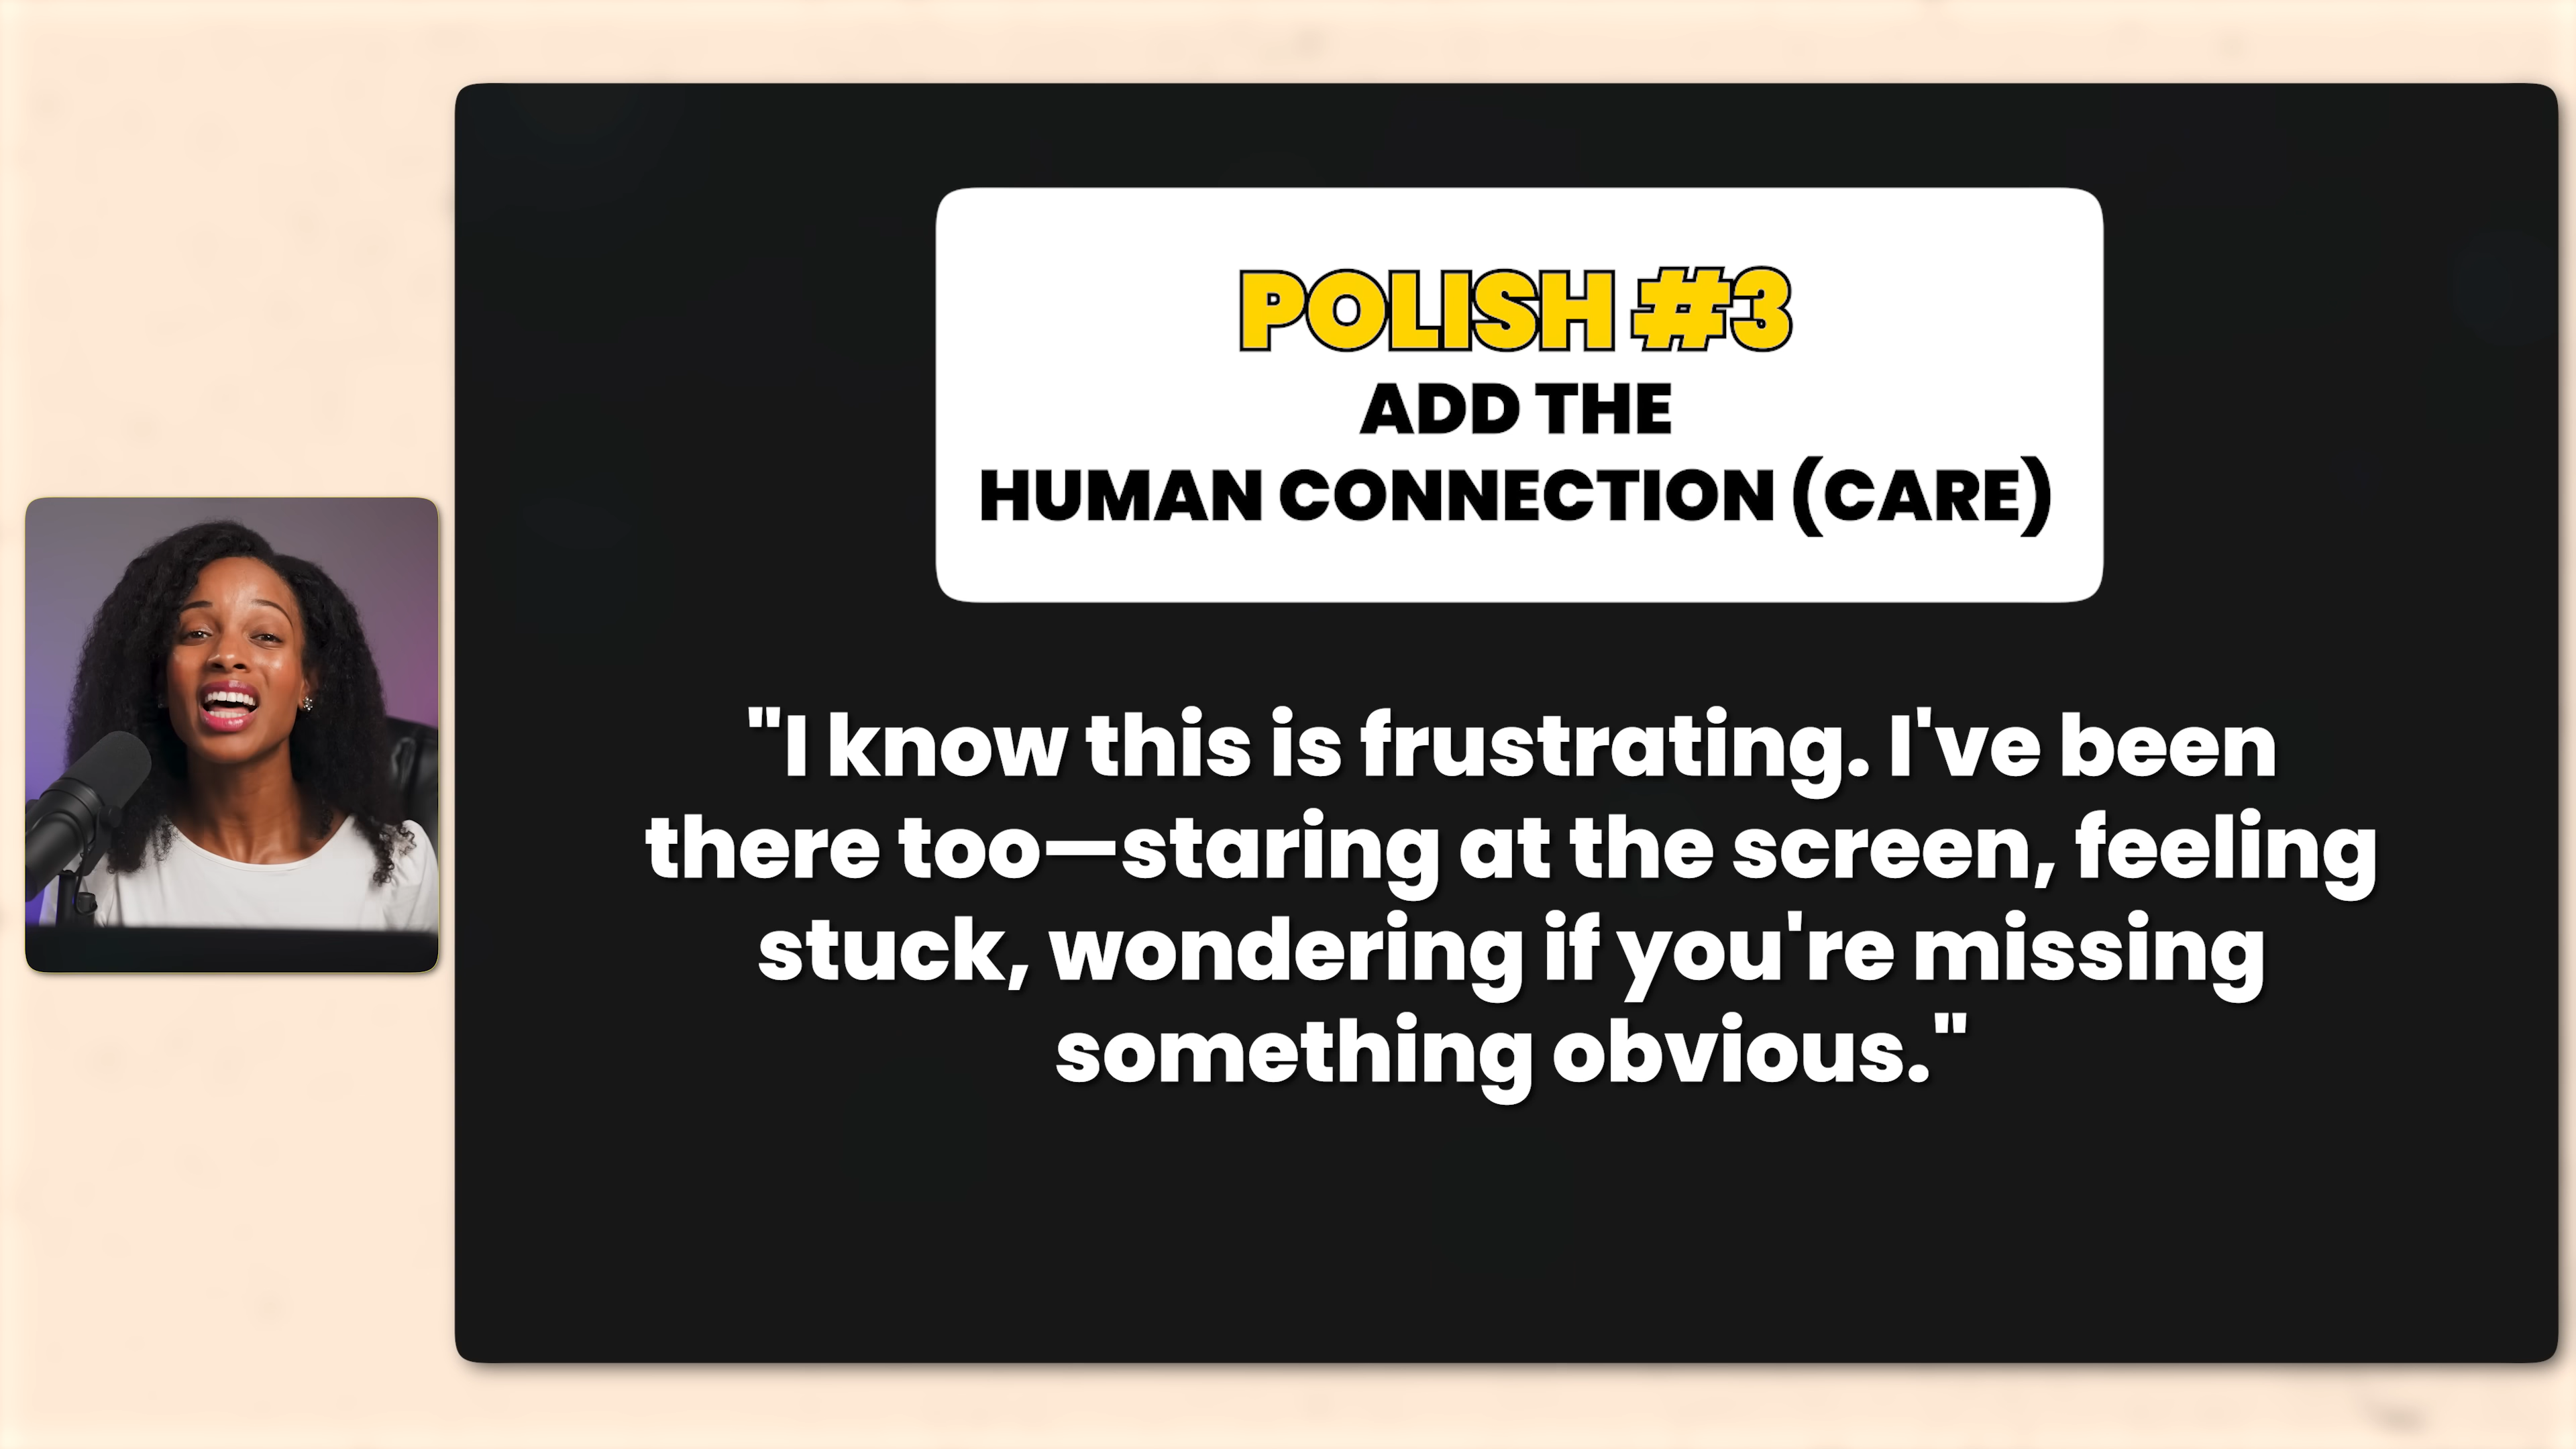 POLISH #3
ADD THE
HUMAN CONNECTION (CARE)
"I know this is frustrating. I've been
there too—staring at the screen, feeling
stuck, wondering if you're missing
something obvious."